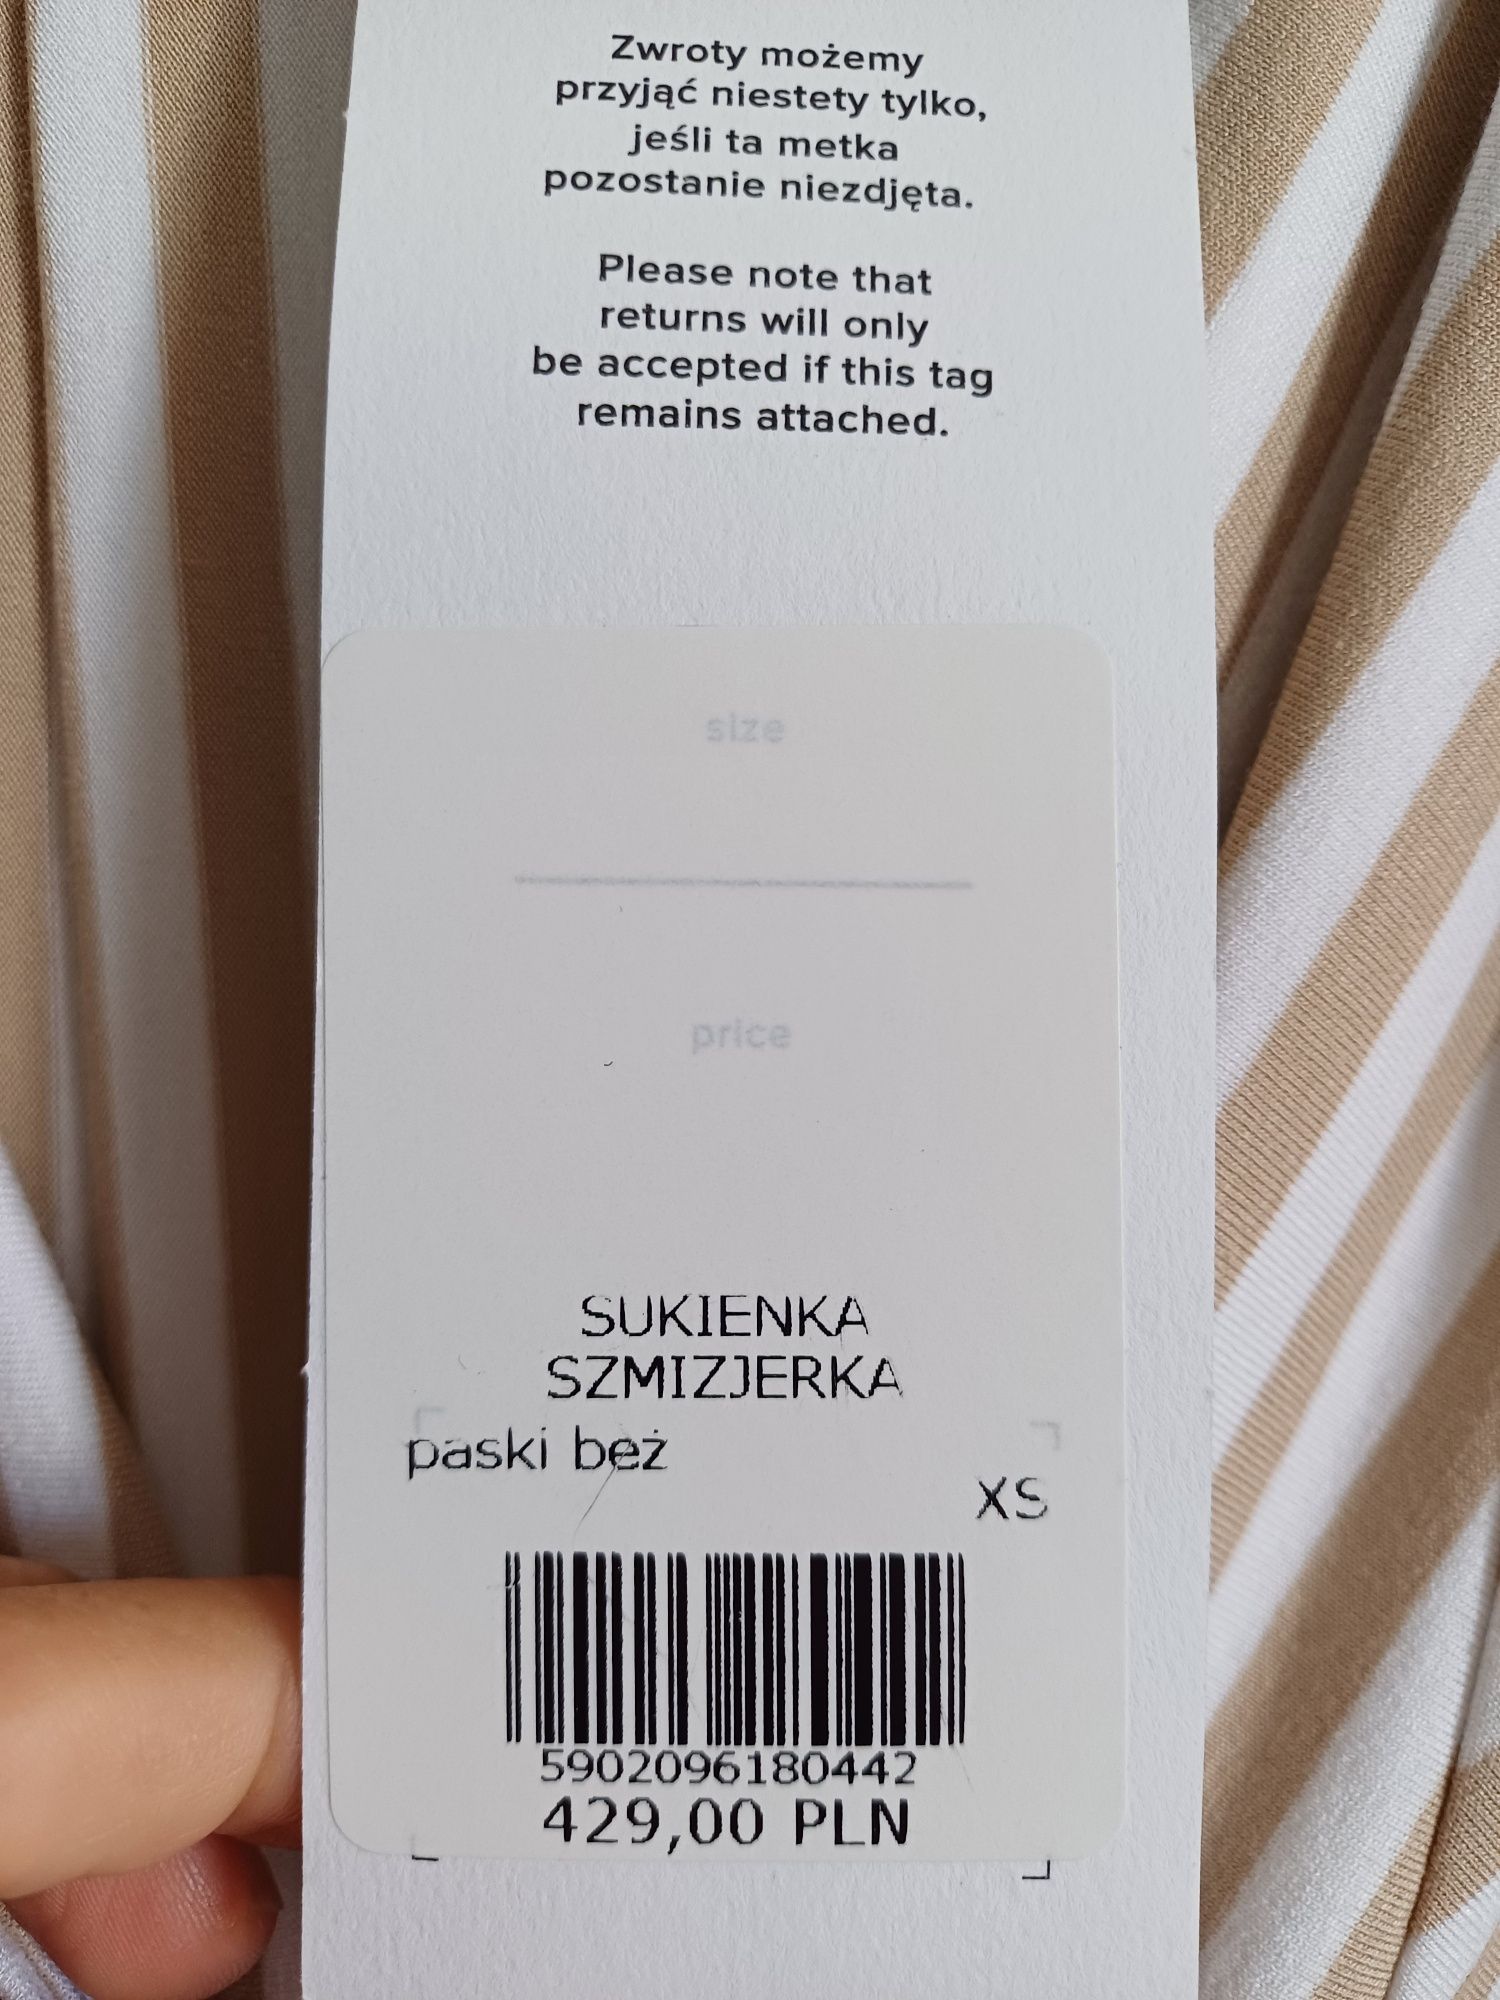 Zwroty możemy
przyjąć niestety tylko,
jeśli ta metka
pozostanie niezdjęta.
Please note that
returns will only
be accepted if this tag
remains attached.
size
price
SUKIENKA
SZMIZJERKA
paski beż
XS
5902096180442
429,00 PLN